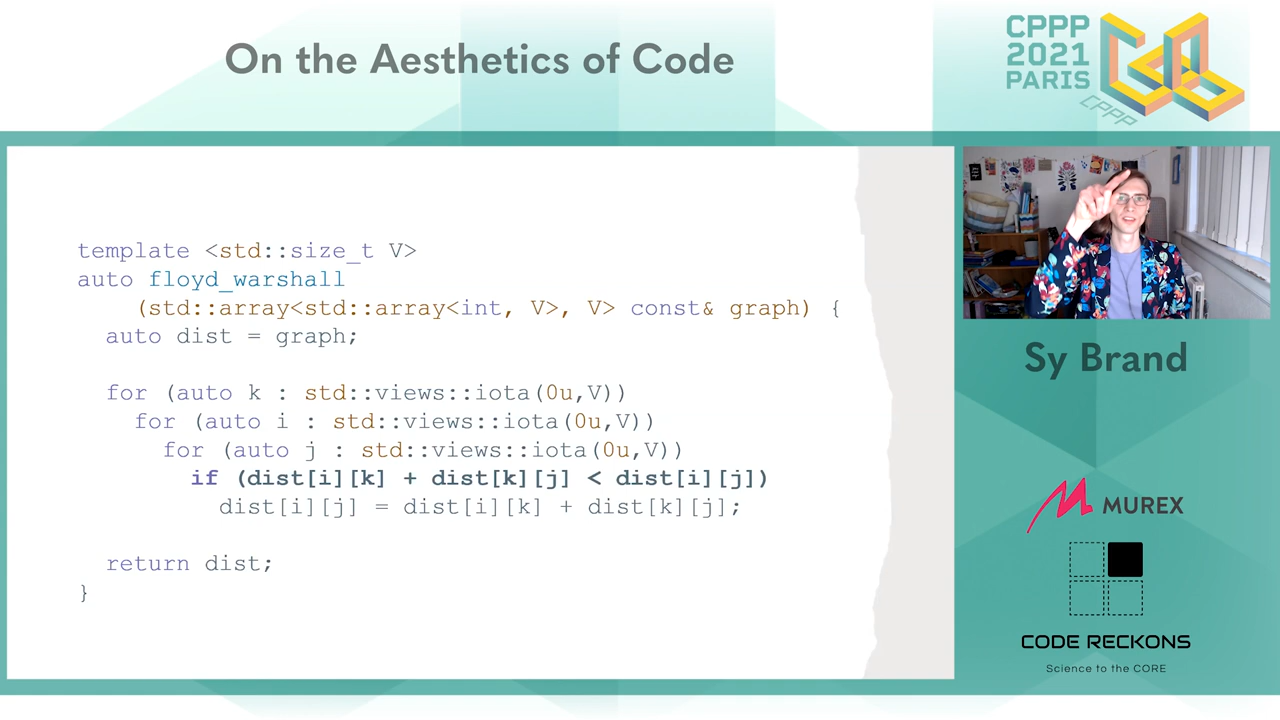 On the Aesthetics of Code
CPPP
2021
PARIS
CPPP
template <std::size_t V>
auto floyd_warshall
(std::array<std::array<int, V>, V> const& graph) {
auto dist = graph;
for (auto k : std::views::iota(0u,V))
for (auto i : std::views::iota(0u,V))
for (auto j : std::views::iota(0u,V))
if (dist[i][k] + dist[k][j] < dist[i][j])
dist[i][j] = dist[i][k] + dist[k][j];
return dist;
}
Sy Brand
MUREX
CODE RECKONS
Science to the CORE